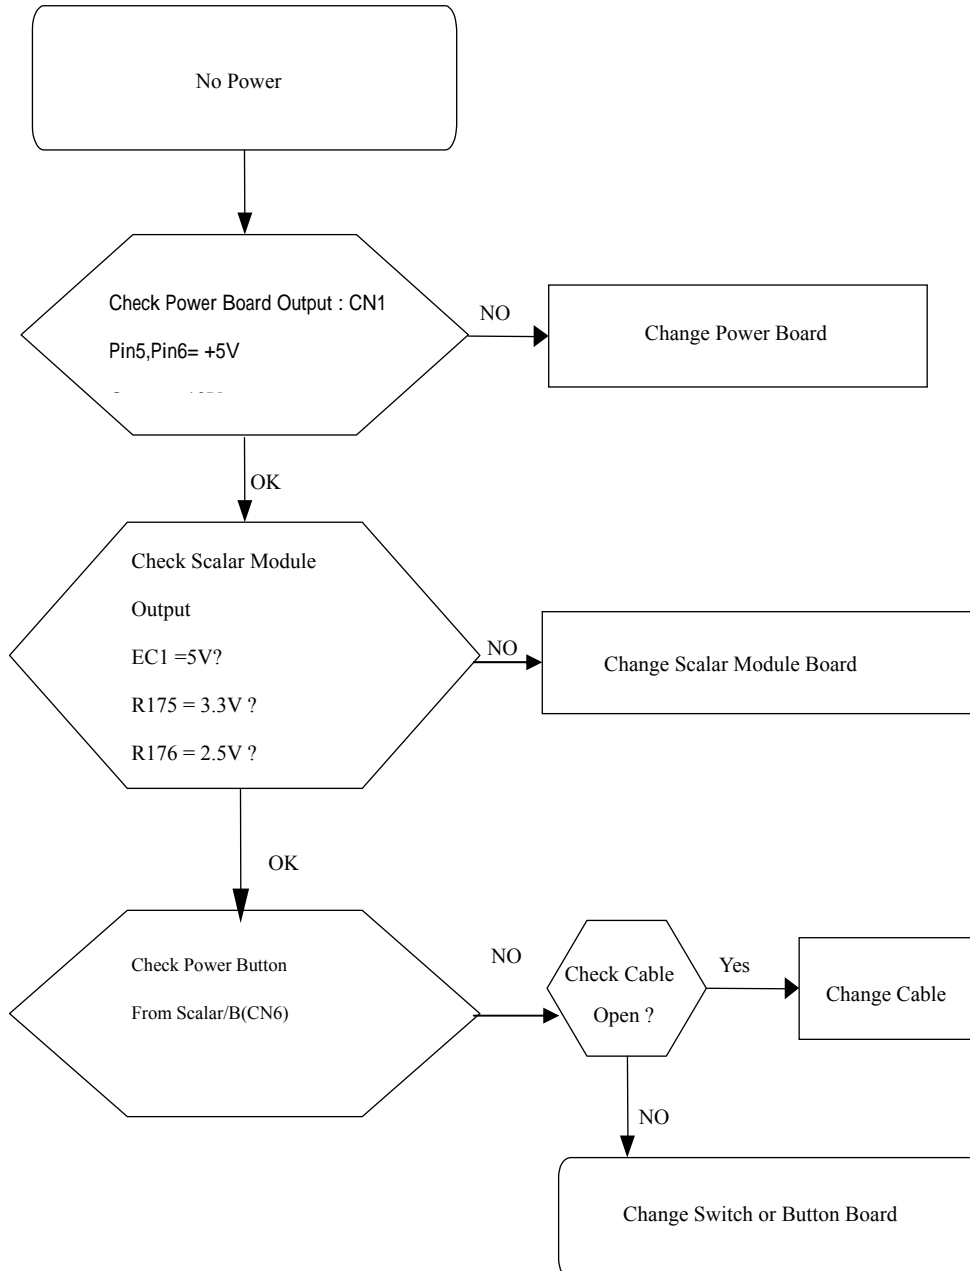 No Power
Check Power Board Output : CN1
Pin5,Pin6= +5V
NO
Change Power Board
OK
Check Scalar Module
Output
EC1 =5V?
R175 = 3.3V ?
R176 = 2.5V ?
NO
Change Scalar Module Board
OK
Check Power Button
From Scalar/B(CN6)
NO
Check Cable
Open ?
Yes
Change Cable
NO
Change Switch or Button Board